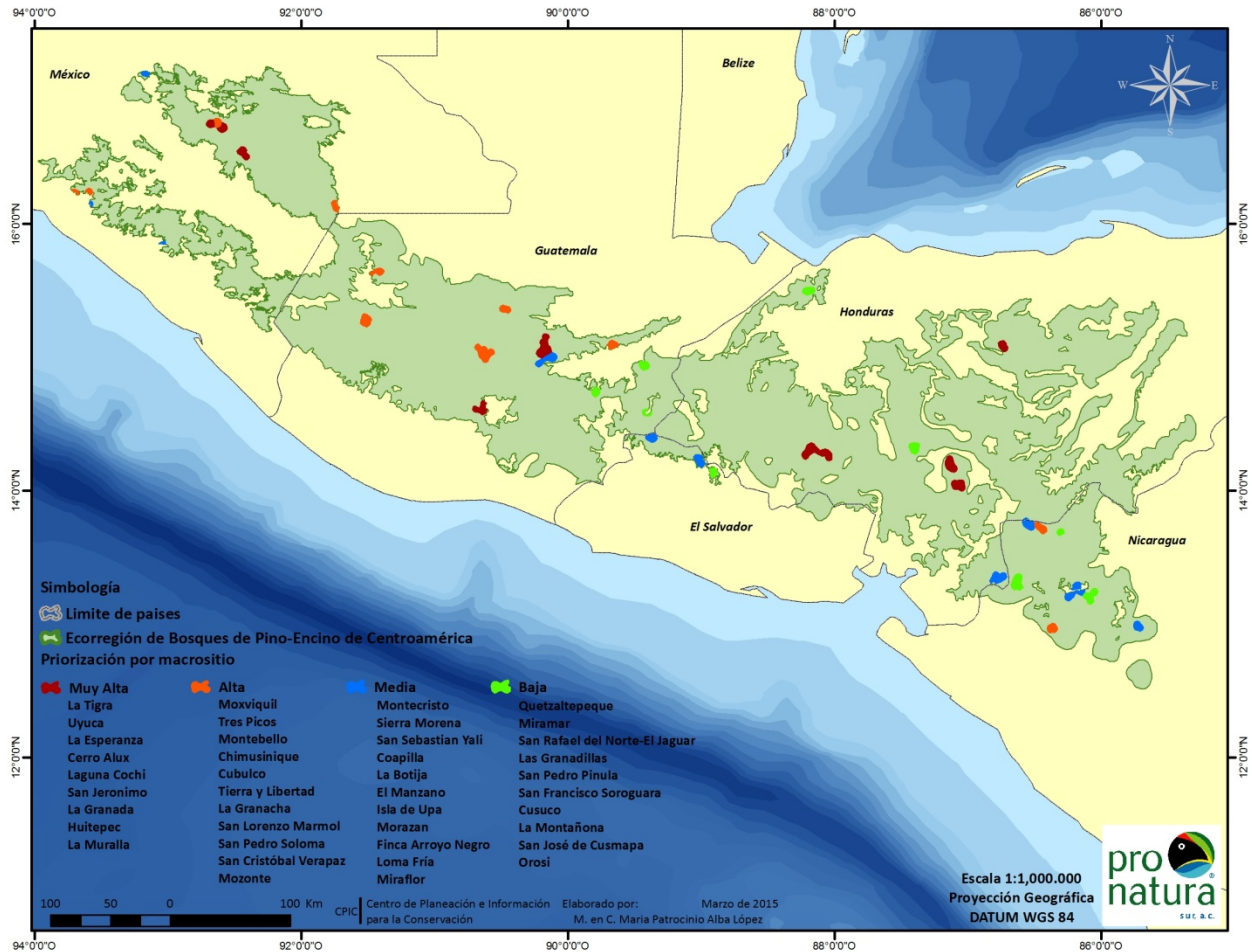 94°0'0"O 92°0'0"O 90°0'0"O 88°0'0"O 86°0'0"O
México
Belize
N
W E
S
16°0'0"N 16°0'0"N
Guatemala
Honduras
14°0'0"N 14°0'0"N
El Salvador
Nicaragua
12°0'0"N 12°0'0"N
Simbología
Limite de paises
Ecorregión de Bosques de Pino-Encino de Centroamérica
Priorización por macrositio
Muy Alta
La Tigra
Uyuca
La Esperanza
Cerro Alux
Laguna Cochi
San Jeronimo
La Granada
Huitepec
La Muralla
Alta
Moxviquil
Tres Picos
Montebello
Chimusinique
Cubulco
Tierra y Libertad
La Granacha
San Lorenzo Marmol
San Pedro Soloma
San Cristóbal Verapaz
Mozonte
Media
Montecristo
Sierra Morena
San Sebastian Yali
Coapilla
La Botija
El Manzano
Isla de Upa
Morazan
Finca Arroyo Negro
Loma Fría
Miraflor
Baja
Quetzaltepeque
Miramar
San Rafael del Norte-El Jaguar
Las Granadillas
San Pedro Pinula
San Francisco Soroguara
Cusuco
La Montañona
San José de Cusmapa
Orosi
100 50 0 100 Km
CPIC
Centro de Planeación e Información
para la Conservación
Elaborado por: Marzo de 2015
M. en C. Maria Patrocinio Alba López
Escala 1:1,000.000
Proyección Geográfica
DATUM WGS 84
pro
natura®
sur, a.c.
94°0'0"O 92°0'0"O 90°0'0"O 88°0'0"O 86°0'0"O